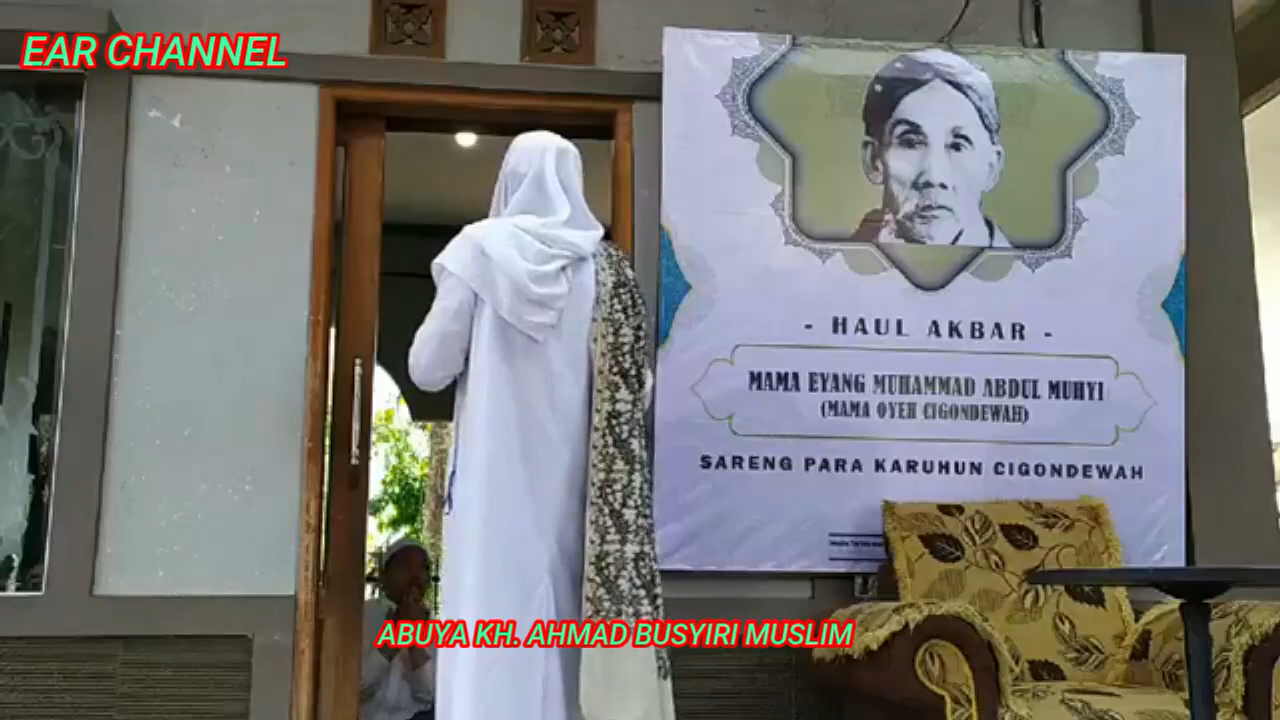 EAR CHANNEL
- HAUL AKBAR -
MAMA EYANG MUHAMMAD ABDUL MUHYI
(MAMA OYEH CIGONDEWAH)
SARENG PARA KARUHUN CIGONDEWAH
ABUYA KH. AHMAD BUSYIRI MUSLIM